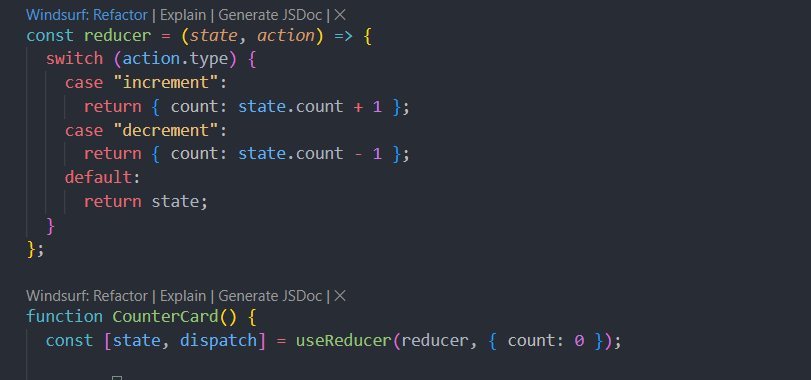 Windsurf: Refactor | Explain | Generate JSDoc | ×
const reducer = (state, action) => {
switch (action.type) {
case "increment":
return { count: state.count + 1 };
case "decrement":
return { count: state.count - 1 };
default:
return state;
}
};
Windsurf: Refactor | Explain | Generate JSDoc | ×
function CounterCard() {
const [state, dispatch] = useReducer(reducer, { count: 0 });